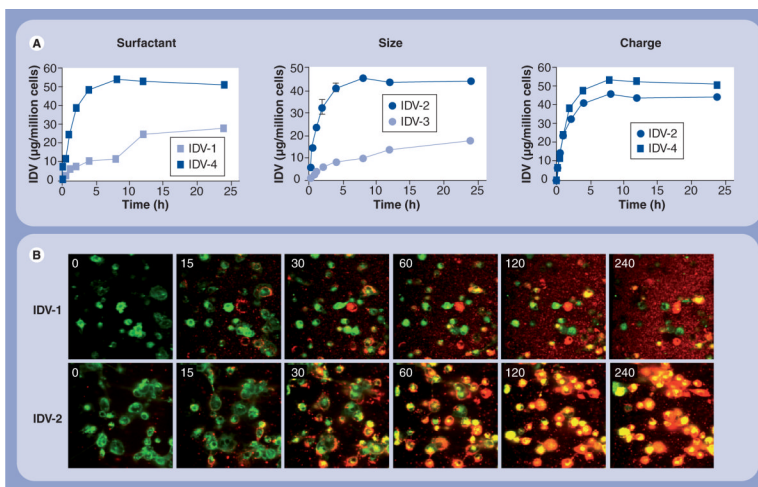 A
Surfactant
IDV (µg/million cells)
60
50
40
30
20
10
0
IDV-1
IDV-4
0 5 10 15 20 25
Time (h)
Size
IDV (µg/million cells)
50
40
30
20
10
0
IDV-2
IDV-3
0 5 10 15 20 25
Time (h)
Charge
IDV (µg/million cells)
60
50
40
30
20
10
0
IDV-2
IDV-4
0 5 10 15 20 25
Time (h)
B
IDV-1
0 15 30 60 120 240
IDV-2
0 15 30 60 120 240